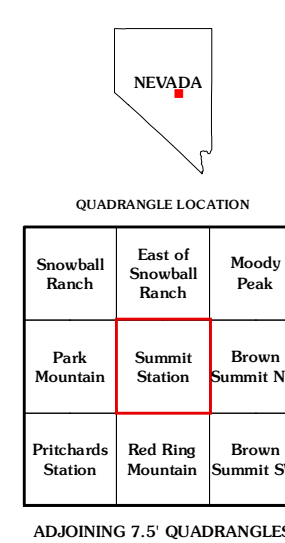 NEVADA
QUADRANGLE LOCATION
Snowball
Ranch
East of
Snowball
Ranch
Moody
Peak
Park
Mountain
Summit
Station
Brown
Summit N
Pritchards
Station
Red Ring
Mountain
Brown
Summit S
ADJOINING 7.5' QUADRANGLES